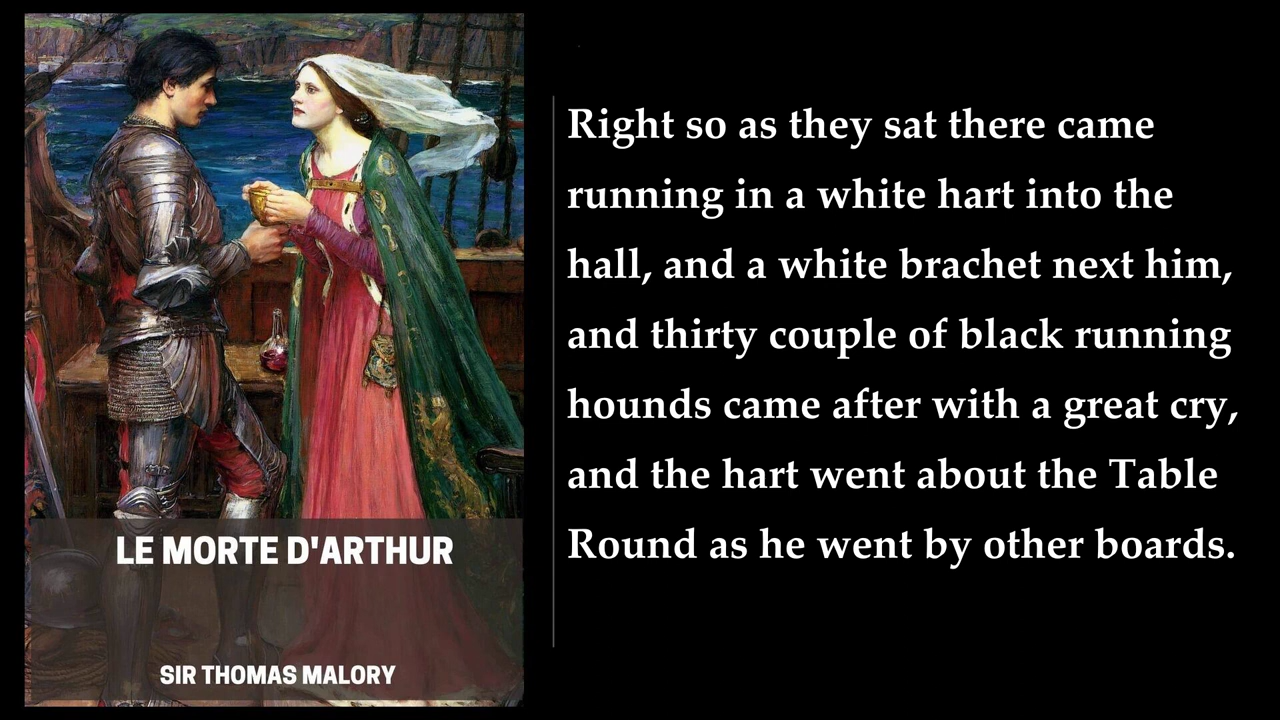 LE MORTE D'ARTHUR
SIR THOMAS MALORY
Right so as they sat there came
running in a white hart into the
hall, and a white brachet next him,
and thirty couple of black running
hounds came after with a great cry,
and the hart went about the Table
Round as he went by other boards.